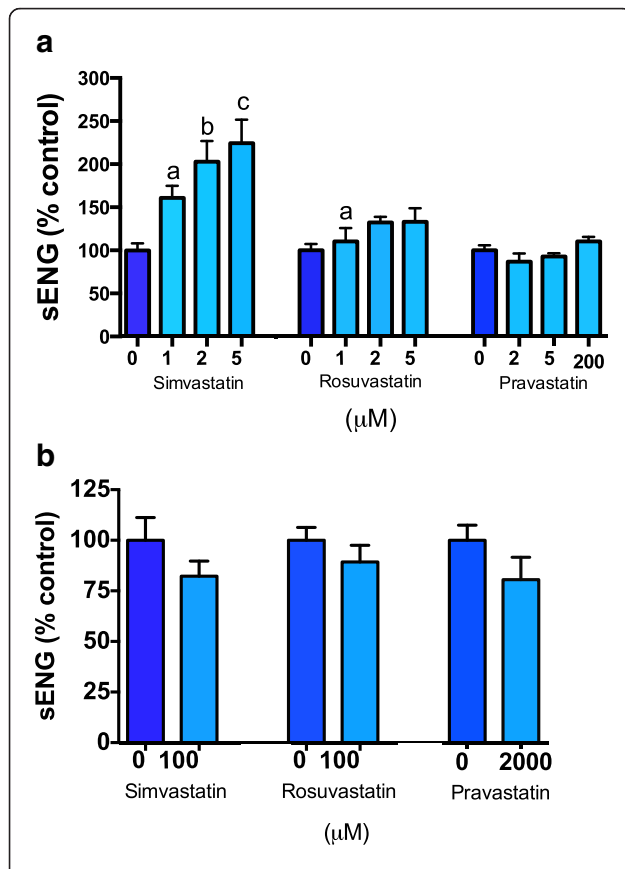 a
sENG (% control)
300
250
200
150
100
50
0
a
b
c
a
0 1 2 5 0 1 2 5 0 2 5 200
Simvastatin Rosuvastatin Pravastatin
(μM)
b
sENG (% control)
125
100
75
50
25
0
0 100 0 100 0 2000
Simvastatin Rosuvastatin Pravastatin
(μM)